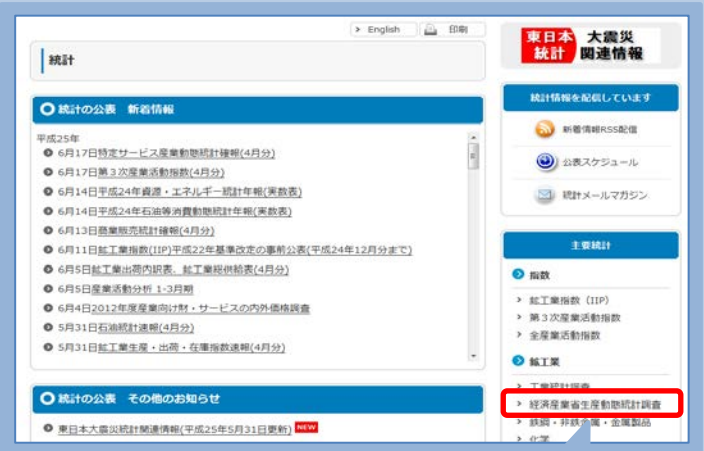 > English 印刷
統計
統計の公表 新着情報
平成25年
6月17日特定サービス産業動態統計確報(4月分)
6月17日第3次産業活動指数(4月分)
6月14日平成24年資源・エネルギー統計年報(実数表)
6月14日平成24年石油等消費動態統計年報(実数表)
6月13日商業販売統計確報(4月分)
6月11日鉱工業指数(IIP)平成22年基準改定の事前公表(平成24年12月分まで)
6月5日鉱工業出荷内訳表、鉱工業総供給表(4月分)
6月5日産業活動分析 1-3月期
6月4日2012年度産業向け財・サービスの内外価格調査
5月31日石油統計速報(4月分)
5月31日鉱工業生産・出荷・在庫指数速報(4月分)
統計の公表 その他のお知らせ
東日本大震災統計関連情報(平成25年5月31日更新) NEW
東日本 大震災
統計 関連情報
統計情報を配信しています
新着情報RSS配信
公表スケジュール
統計メールマガジン
主要統計
指数
> 鉱工業指数 (IIP)
> 第3次産業活動指数
> 全産業活動指数
鉱工業
> 工業統計調査
> 経済産業省生産動態統計調査
> 鉄鋼・非鉄金属・金属製品
> 化学